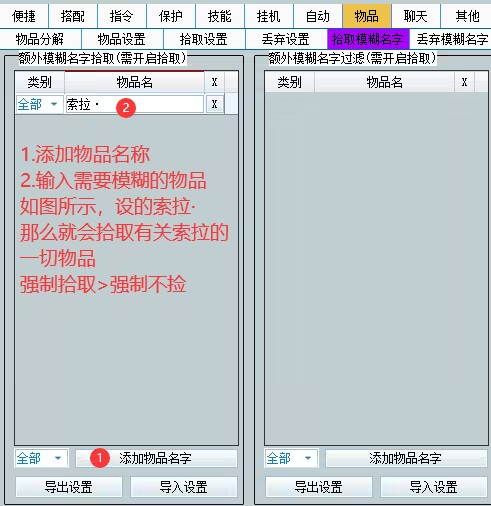 便捷 搭配 指令 保护 技能 挂机 自动 物品 聊天 其他
物品分解 物品设置 拾取设置 丢弃设置 拾取模糊名字 丢弃模糊名字
额外模糊名字拾取(需开启拾取)
类别 物品名 X
全部 索拉· 2 X
1.添加物品名称
2.输入需要模糊的物品
如图所示，设的索拉·
那么就会拾取有关索拉的
一切物品
强制拾取>强制不捡
全部 1 添加物品名字
导出设置 导入设置
额外模糊名字过滤(需开启拾取)
类别 物品名 X
全部 添加物品名字
导出设置 导入设置